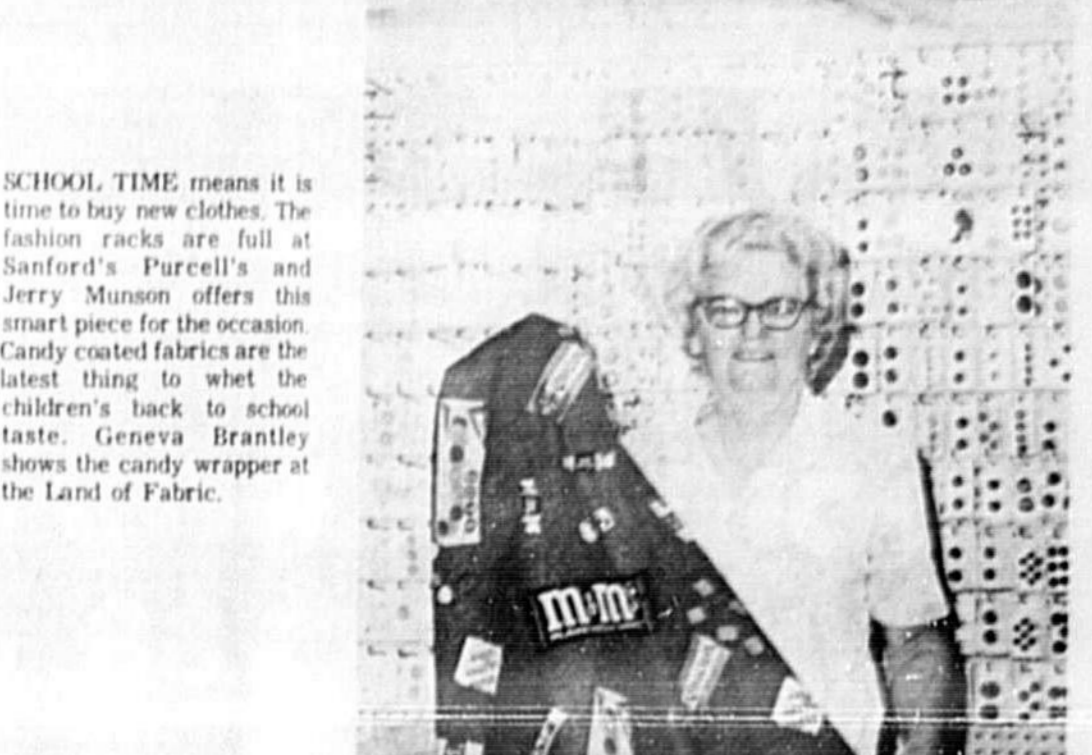 SCHOOL TIME means it is
time to buy new clothes. The
fashion racks are full at
Sanford's Purcell's and
Jerry Munson offers this
smart piece for the occasion.
Candy coated fabrics are the
latest thing to whet the
children's back to school
taste. Geneva Brantley
shows the candy wrapper at
the Land of Fabric.
m&m's